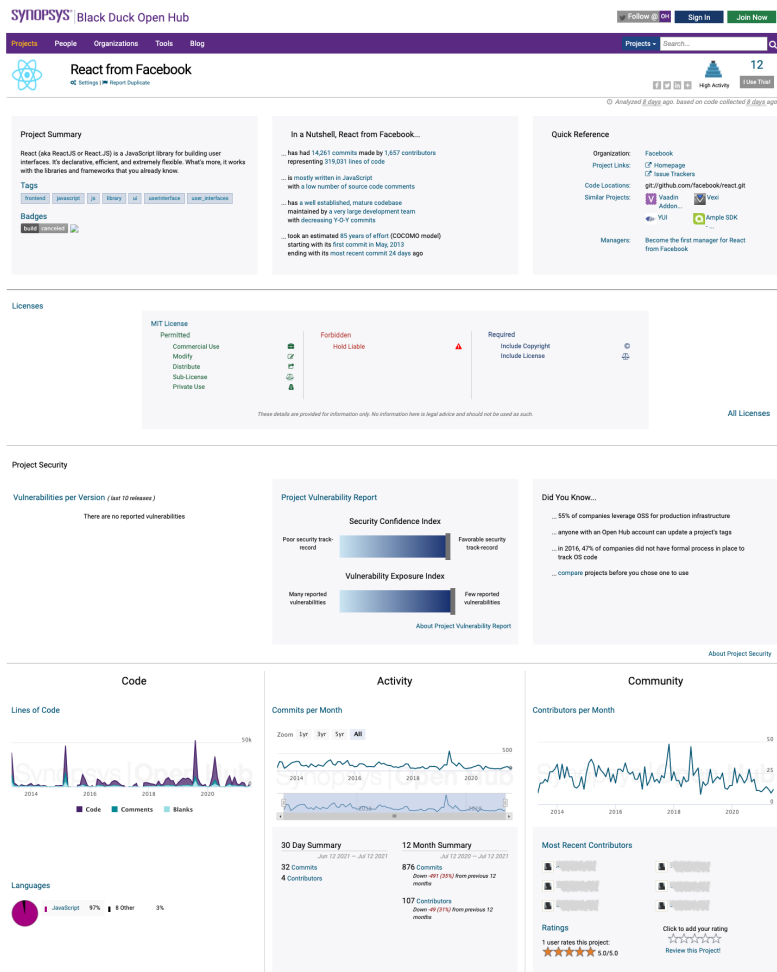 SYNOPSYS Black Duck Open Hub
Follow @ OH
Sign In
Join Now
Projects People Organizations Tools Blog
Projects Search...
React from Facebook
Settings | Report Duplicate
High Activity
12
I Use This!
Analyzed 8 days ago. based on code collected 8 days ago
Project Summary
React (aka ReactJS or React.JS) is a JavaScript library for building user
interfaces. It's declarative, efficient, and extremely flexible. What's more, it works
with the libraries and frameworks that you already know.
Tags
frontend javascript js library ui userinterface user_interfaces
Badges
build canceled
In a Nutshell, React from Facebook...
... has had 14,261 commits made by 1,657 contributors
representing 319,031 lines of code
... is mostly written in JavaScript
with a low number of source code comments
... has a well established, mature codebase
maintained by a very large development team
with decreasing Y-O-Y commits
... took an estimated 85 years of effort (COCOMO model)
starting with its first commit in May, 2013
ending with its most recent commit 24 days ago
Quick Reference
Organization: Facebook
Project Links: Homepage
Issue Trackers
Code Locations: git://github.com/facebook/react.git
Similar Projects: Vaadin Addon... Vexi
YUI Ample SDK - ...
Managers: Become the first manager for React
from Facebook
Licenses
MIT License
Permitted
Commercial Use
Modify
Distribute
Sub-License
Private Use
Forbidden
Hold Liable
Required
Include Copyright
Include License
These details are provided for information only. No information here is legal advice and should not be used as such.
All Licenses
Project Security
Vulnerabilities per Version ( last 10 releases )
There are no reported vulnerabilities
Project Vulnerability Report
Security Confidence Index
Poor security track-record
Favorable security track-record
Vulnerability Exposure Index
Many reported vulnerabilities
Few reported vulnerabilities
About Project Vulnerability Report
Did You Know...
... 55% of companies leverage OSS for production infrastructure
... anyone with an Open Hub account can update a project's tags
... in 2016, 47% of companies did not have formal process in place to
track OS code
... compare projects before you chose one to use
About Project Security
Code
Lines of Code
50k
Synopsys | Open Hub
2014 2016 2018 2020
Code Comments Blanks
Languages
JavaScript 97% 8 Other 3%
Activity
Commits per Month
Zoom 1yr 3yr 5yr All
500
0
Synopsys | Open Hub
2014 2016 2018 2020
2016 2020
30 Day Summary
Jun 12 2021 — Jul 12 2021
32 Commits
4 Contributors
12 Month Summary
Jul 12 2020 — Jul 12 2021
876 Commits
Down -491 (35%) from previous 12
months
107 Contributors
Down -49 (31%) from previous 12
months
Community
Contributors per Month
50
25
0
2014 2016 2018 2020
Most Recent Contributors
Ratings
1 user rates this project:
5.0/5.0
Click to add your rating
Review this Project!